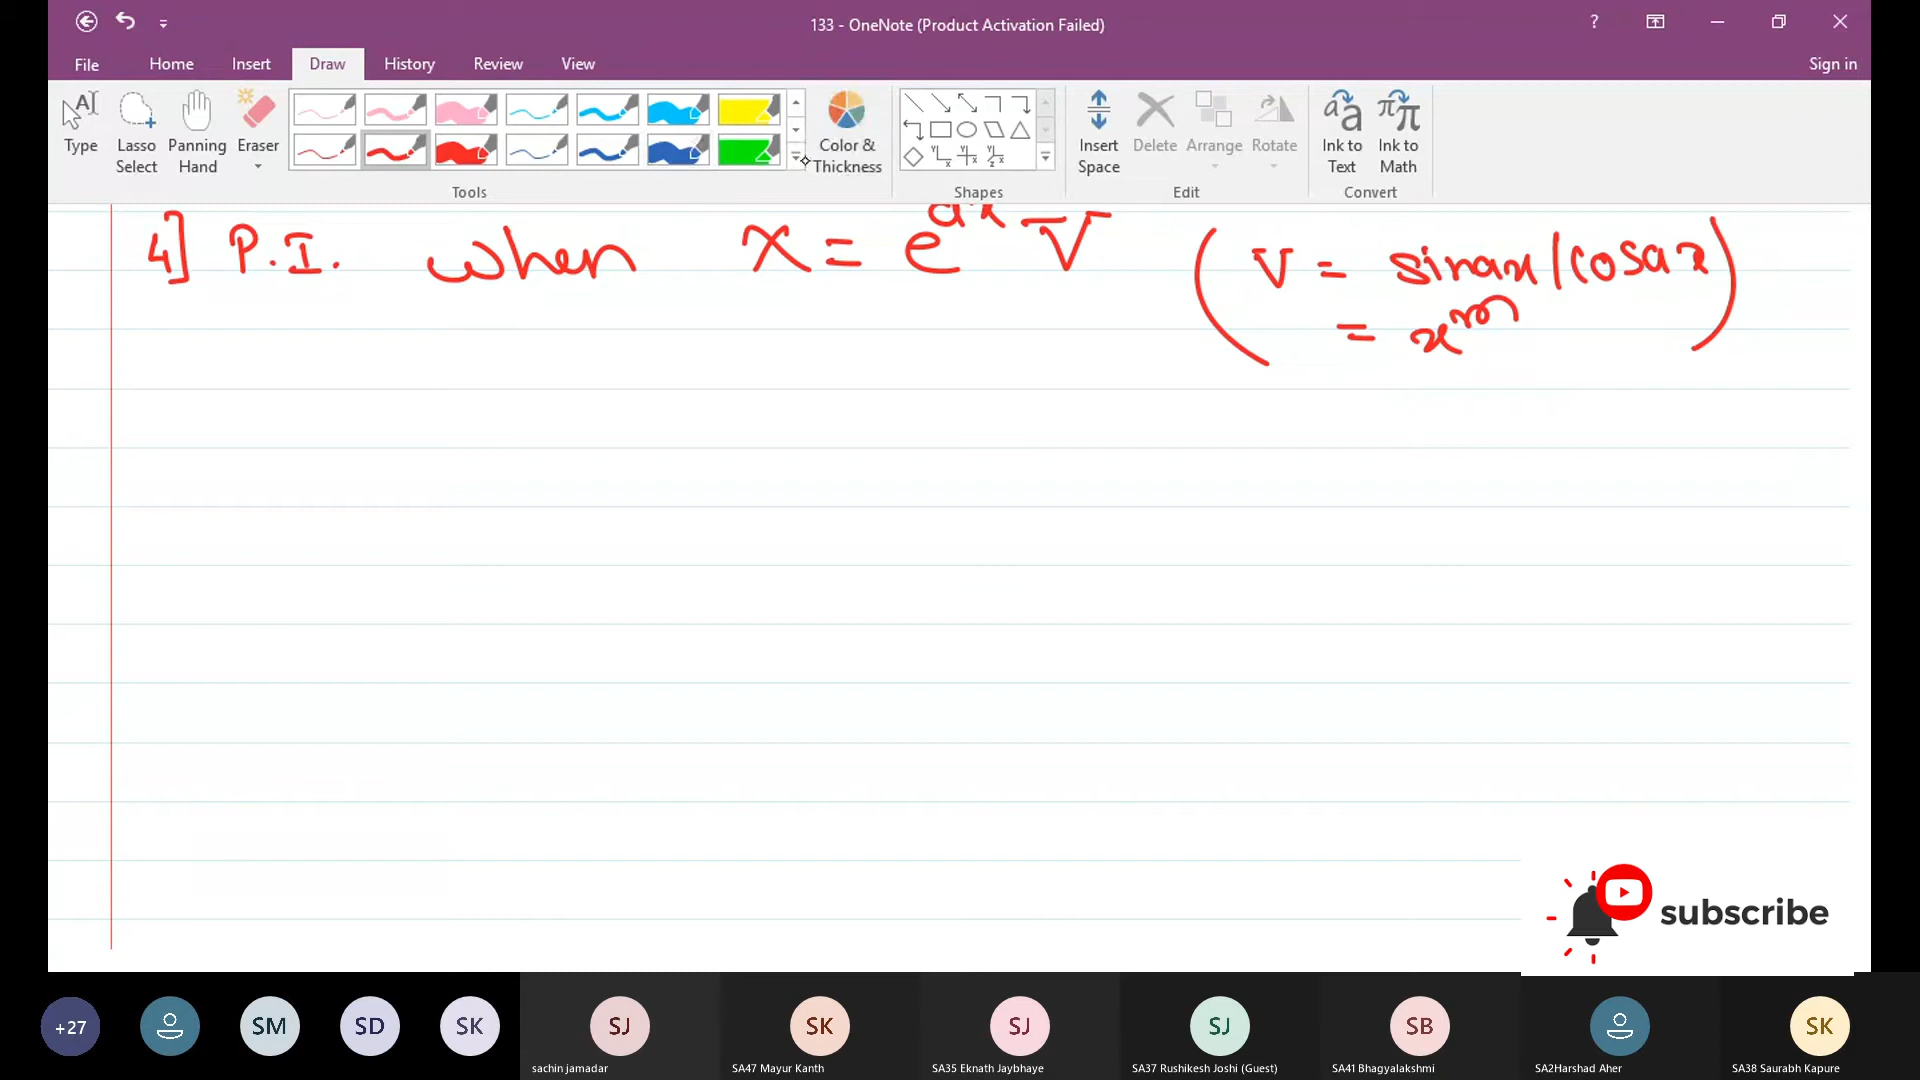 133 - OneNote (Product Activation Failed)
?
File Home Insert Draw History Review View Sign in
Type Lasso Select Panning Hand Eraser Color & Thickness Insert Space Delete Arrange Rotate Ink to Text Ink to Math
Tools Shapes Edit Convert
4] P.I. when X = e^{ax} V ( V = sinax / cosax
= x^m )
subscribe
+27 SM SD SK SJ SK SJ SJ SB SK
sachin jamadar SA47 Mayur Kanth SA35 Eknath Jaybhaye SA37 Rushikesh Joshi (Guest) SA41 Bhagyalakshmi SA2Harshad Aher SA38 Saurabh Kapure